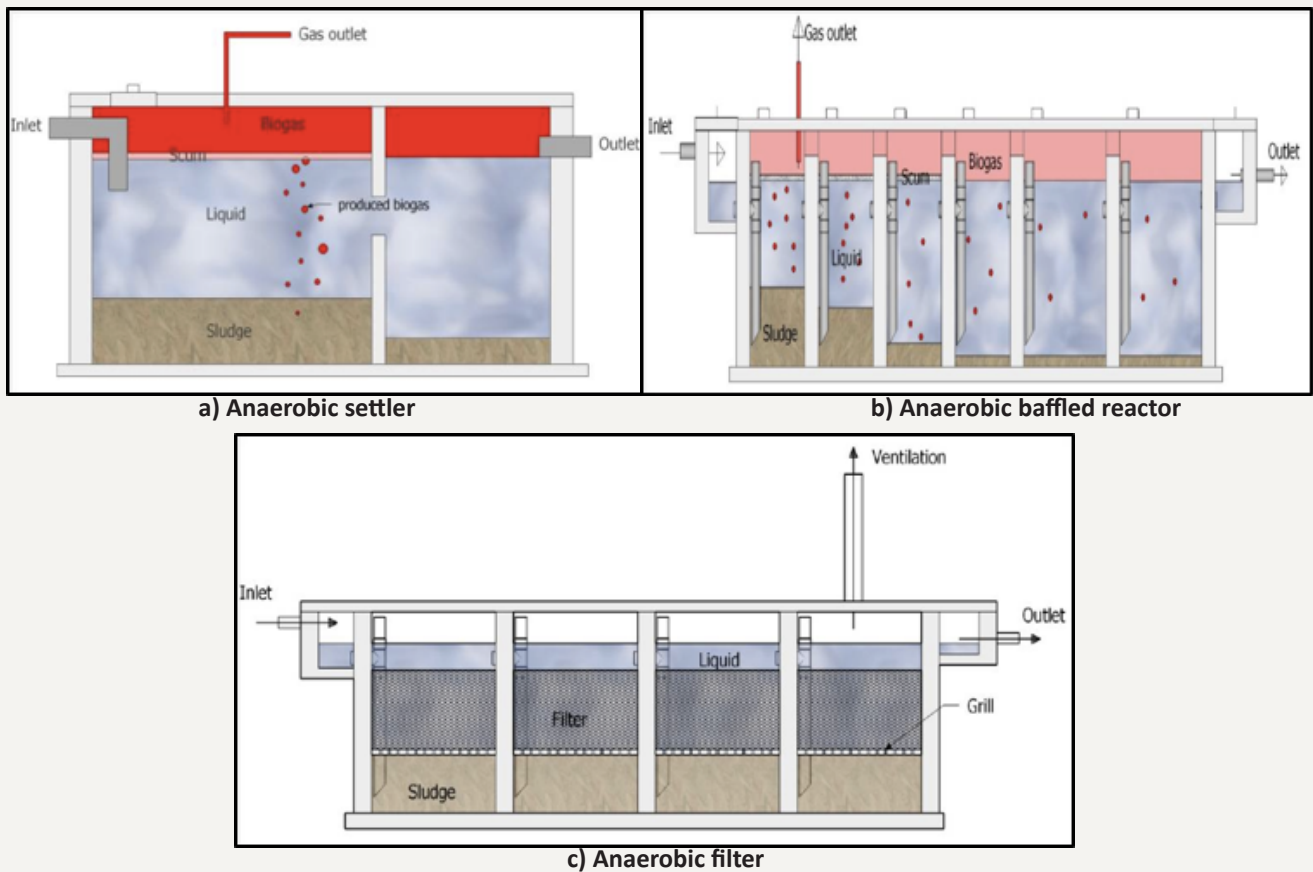 Gas outlet
Inlet
Biogas
Outlet
Scum
produced biogas
Liquid
Sludge
a) Anaerobic settler
Gas outlet
Inlet
Biogas
Outlet
Scum
Liquid
Sludge
b) Anaerobic baffled reactor
Ventilation
Inlet
Outlet
Liquid
Grill
Filter
Sludge
c) Anaerobic filter